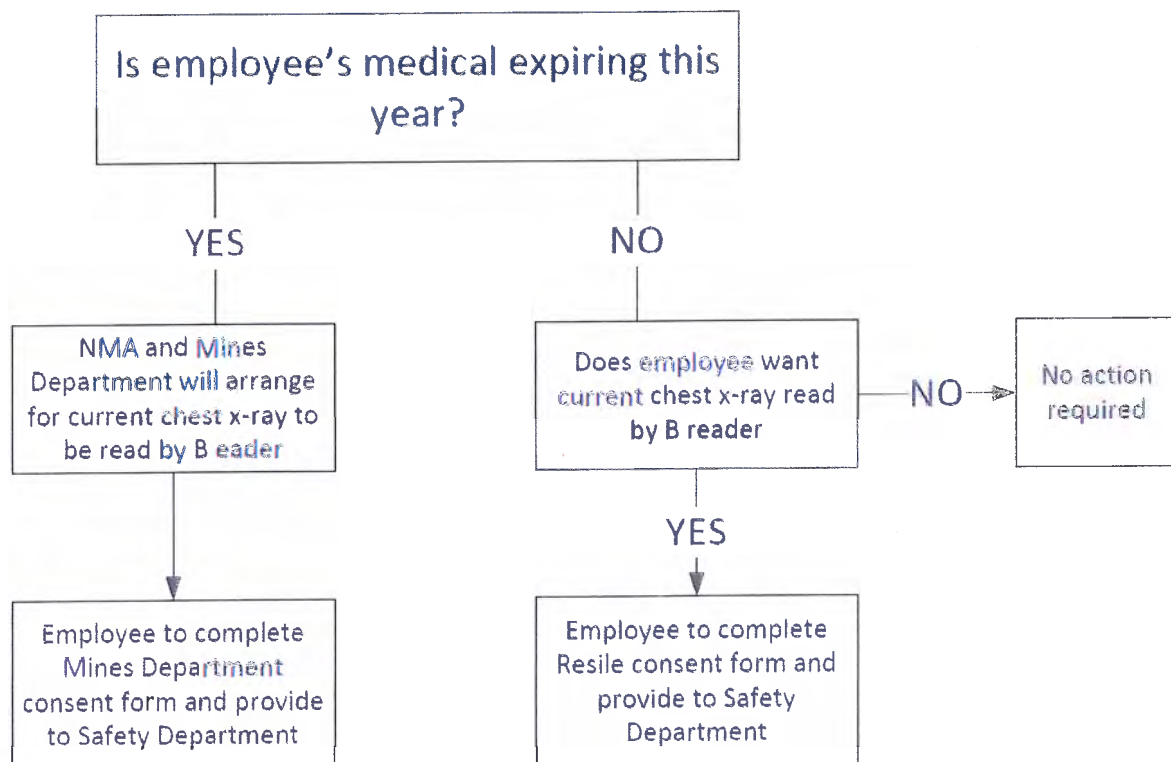 Is employee's medical expiring this
year?
YES
NO
NMA and Mines
Department will arrange
for current chest x-ray to
be read by B eader
Does employee want
current chest x-ray read
by B reader
NO
No action
required
YES
Employee to complete
Mines Department
consent form and provide
to Safety Department
Employee to complete
Resile consent form and
provide to Safety
Department